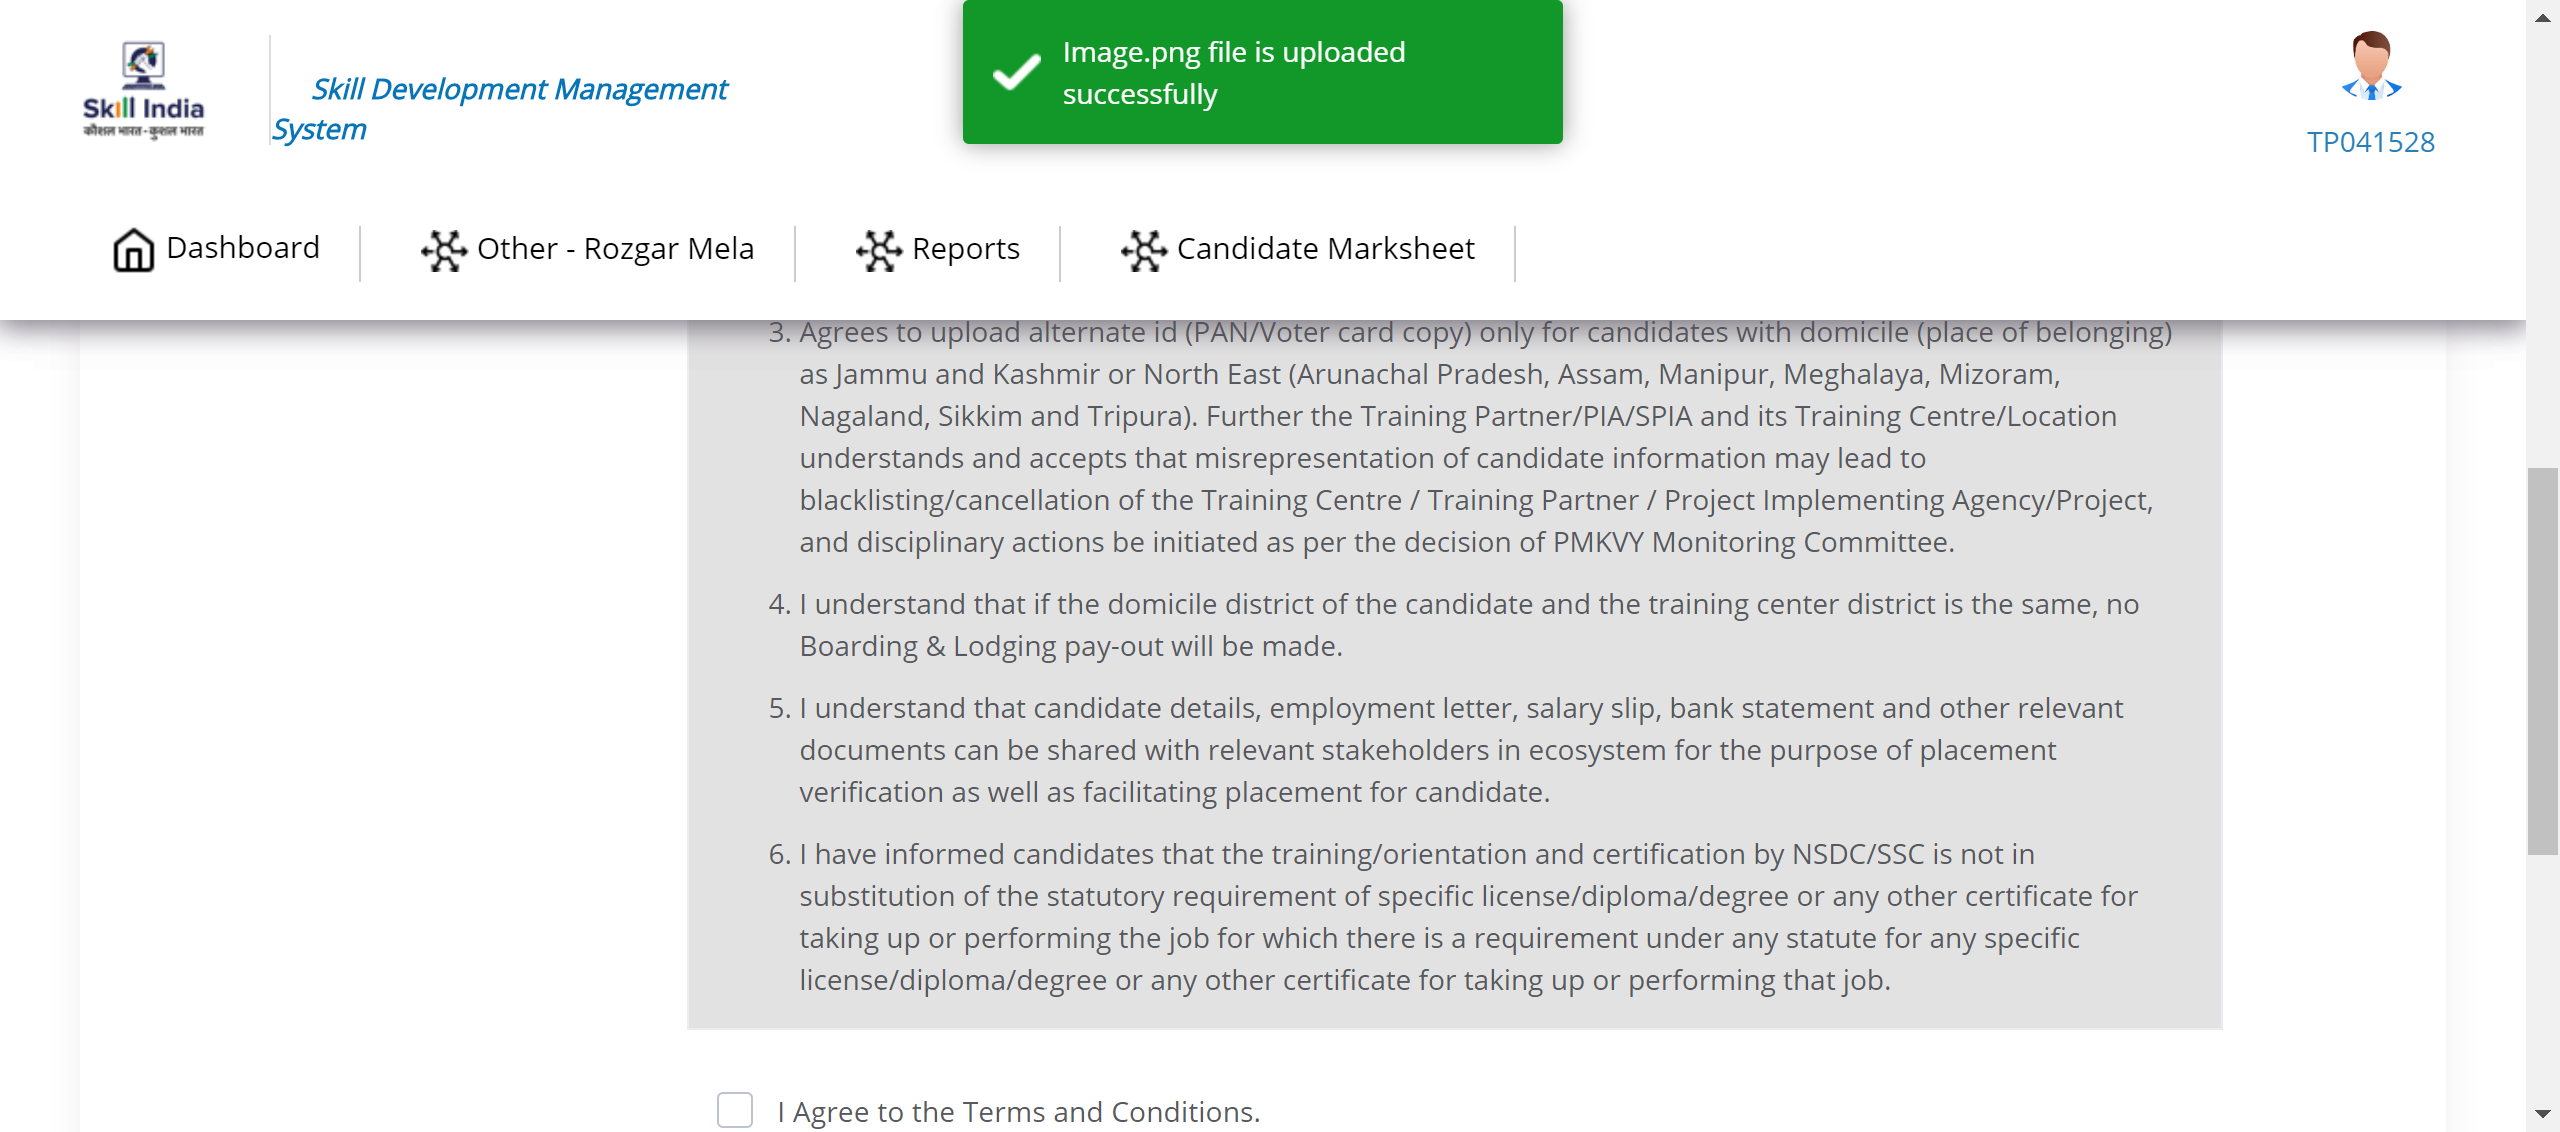 Image.png file is uploaded
successfully
Skill India
कौशल भारत - कुशल भारत
Skill Development Management
System
TP041528
Dashboard
Other - Rozgar Mela
Reports
Candidate Marksheet
3. Agrees to upload alternate id (PAN/Voter card copy) only for candidates with domicile (place of belonging)
as Jammu and Kashmir or North East (Arunachal Pradesh, Assam, Manipur, Meghalaya, Mizoram,
Nagaland, Sikkim and Tripura). Further the Training Partner/PIA/SPIA and its Training Centre/Location
understands and accepts that misrepresentation of candidate information may lead to
blacklisting/cancellation of the Training Centre / Training Partner / Project Implementing Agency/Project,
and disciplinary actions be initiated as per the decision of PMKVY Monitoring Committee.
4. I understand that if the domicile district of the candidate and the training center district is the same, no
Boarding & Lodging pay-out will be made.
5. I understand that candidate details, employment letter, salary slip, bank statement and other relevant
documents can be shared with relevant stakeholders in ecosystem for the purpose of placement
verification as well as facilitating placement for candidate.
6. I have informed candidates that the training/orientation and certification by NSDC/SSC is not in
substitution of the statutory requirement of specific license/diploma/degree or any other certificate for
taking up or performing the job for which there is a requirement under any statute for any specific
license/diploma/degree or any other certificate for taking up or performing that job.
I Agree to the Terms and Conditions.